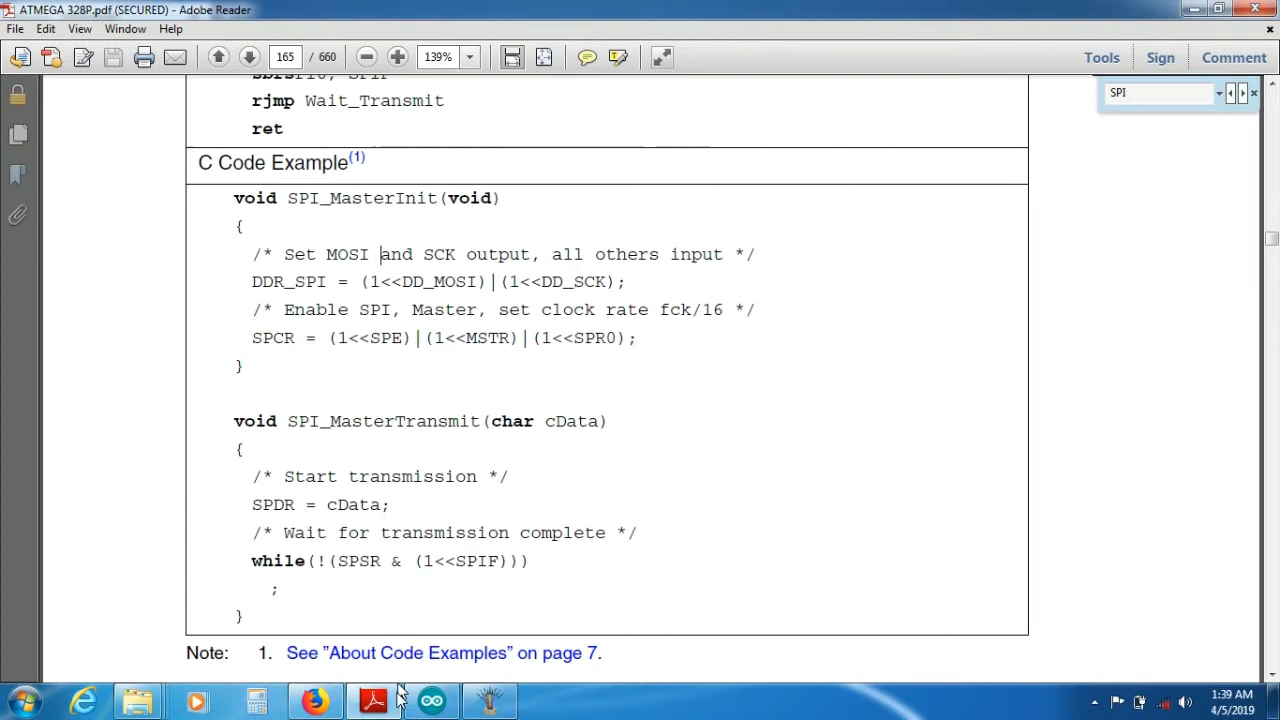 ATMEGA 328P.pdf (SECURED) - Adobe Reader
File Edit View Window Help
165 / 660 139% Tools Sign Comment
SPI
rjmp Wait_Transmit
ret
C Code Example(1)
void SPI_MasterInit(void)
{
/* Set MOSI and SCK output, all others input */
DDR_SPI = (1<<DD_MOSI)|(1<<DD_SCK);
/* Enable SPI, Master, set clock rate fck/16 */
SPCR = (1<<SPE)|(1<<MSTR)|(1<<SPR0);
}
void SPI_MasterTransmit(char cData)
{
/* Start transmission */
SPDR = cData;
/* Wait for transmission complete */
while(!(SPSR & (1<<SPIF)))
;
}
Note: 1. See ”About Code Examples” on page 7.
1:39 AM
4/5/2019